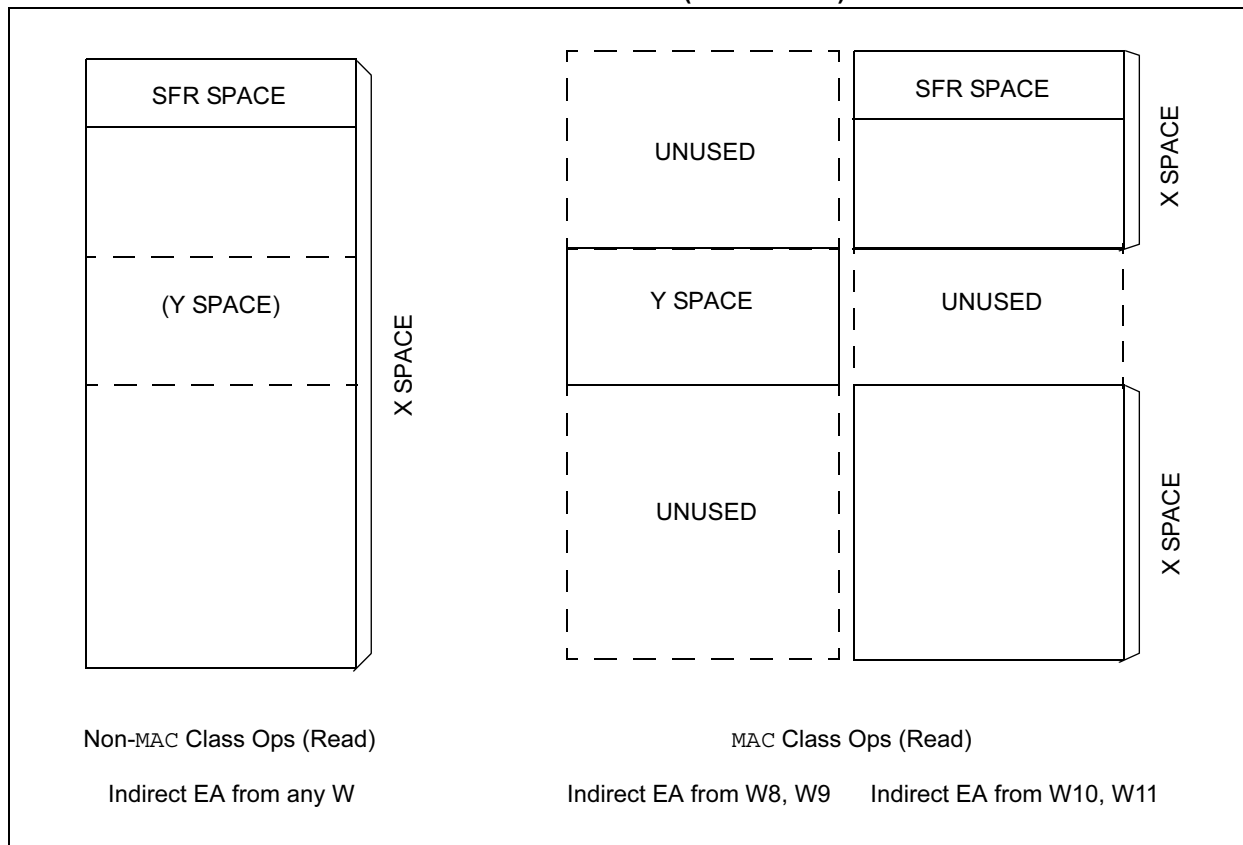 SFR SPACE
(Y SPACE)
X SPACE
UNUSED
Y SPACE
UNUSED
SFR SPACE
X SPACE
UNUSED
X SPACE
Non-MAC Class Ops (Read)
MAC Class Ops (Read)
Indirect EA from any W
Indirect EA from W8, W9
Indirect EA from W10, W11